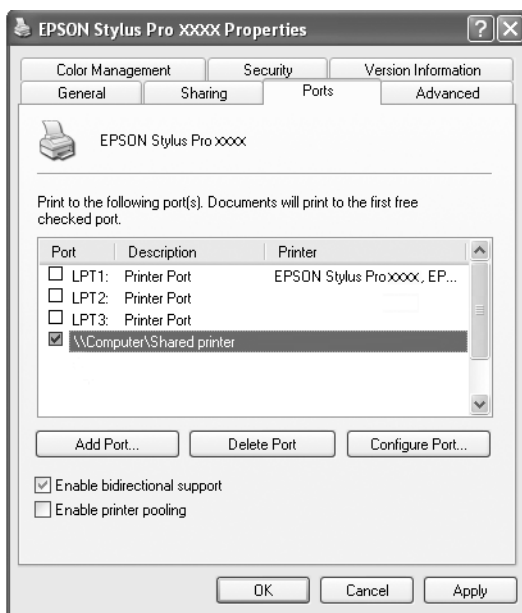 EPSON Stylus Pro XXXX Properties
Color Management Security Version Information
General Sharing Ports Advanced
EPSON Stylus Pro xxxx
Print to the following port(s). Documents will print to the first free
checked port.
Port Description Printer
LPT1: Printer Port EPSON Stylus Pro xxxx, EP...
LPT2: Printer Port
LPT3: Printer Port
\\Computer\Shared printer
Add Port... Delete Port Configure Port...
Enable bidirectional support
Enable printer pooling
OK Cancel Apply